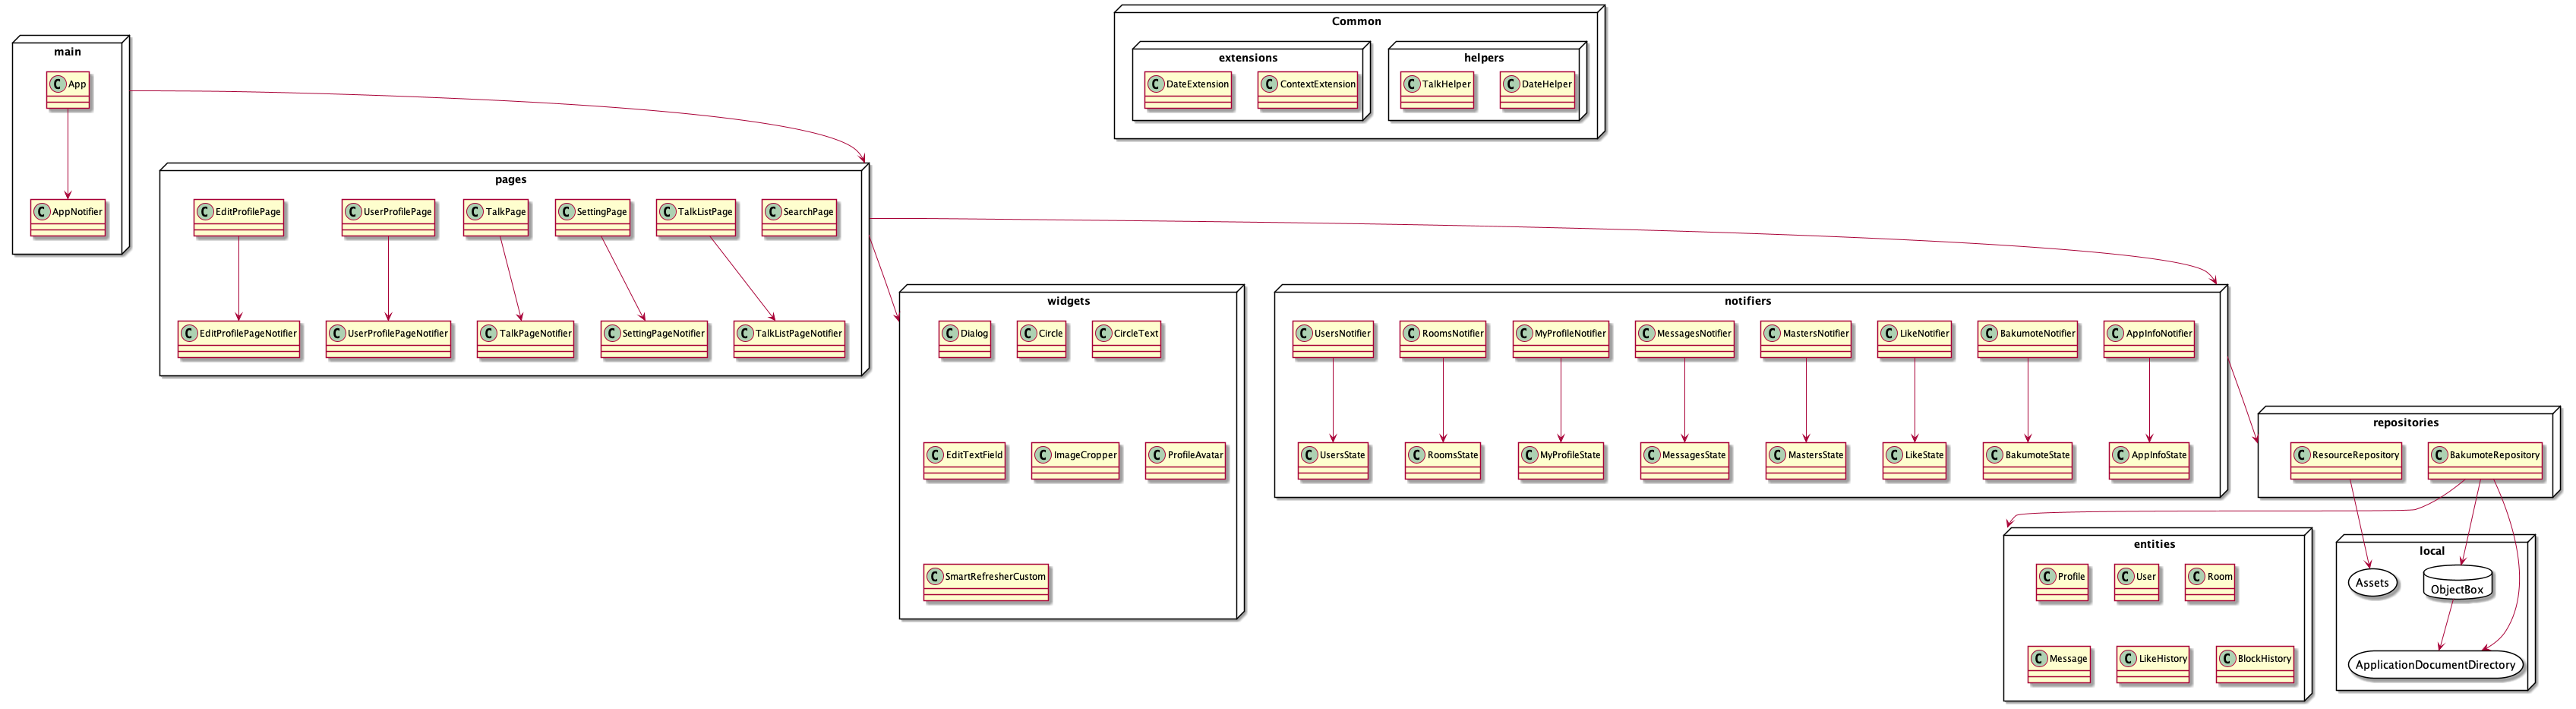 main
C App
C AppNotifier
Common
extensions
C DateExtension
C ContextExtension
helpers
C TalkHelper
C DateHelper
pages
C EditProfilePage
C UserProfilePage
C TalkPage
C SettingPage
C TalkListPage
C SearchPage
C EditProfilePageNotifier
C UserProfilePageNotifier
C TalkPageNotifier
C SettingPageNotifier
C TalkListPageNotifier
widgets
C Dialog
C Circle
C CircleText
C EditTextField
C ImageCropper
C ProfileAvatar
C SmartRefresherCustom
notifiers
C UsersNotifier
C RoomsNotifier
C MyProfileNotifier
C MessagesNotifier
C MastersNotifier
C LikeNotifier
C BakumoteNotifier
C AppInfoNotifier
C UsersState
C RoomsState
C MyProfileState
C MessagesState
C MastersState
C LikeState
C BakumoteState
C AppInfoState
repositories
C ResourceRepository
C BakumoteRepository
entities
C Profile
C User
C Room
C Message
C LikeHistory
C BlockHistory
local
Assets
ObjectBox
ApplicationDocumentDirectory